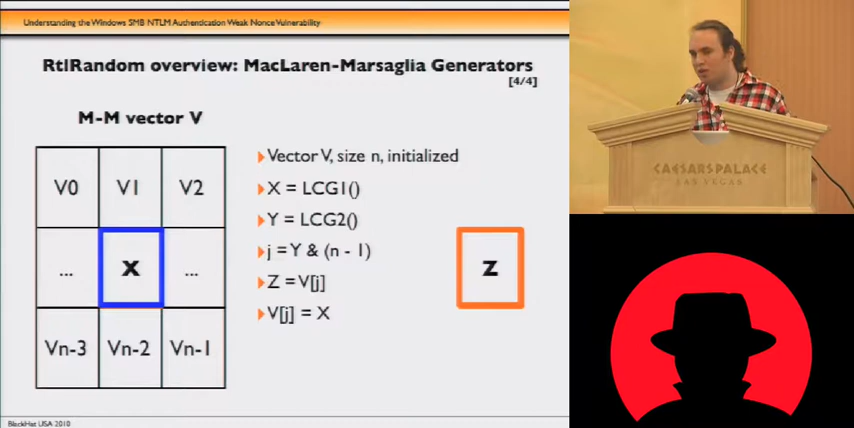 Understanding the Windows SMB NTLM Authentication Weak Nonce Vulnerability
RtlRandom overview: MacLaren-Marsaglia Generators
[4/4]
M-M vector V
V0 V1 V2
... X ...
Vn-3 Vn-2 Vn-1
Vector V, size n, initialized
X = LCG1()
Y = LCG2()
j = Y & (n - 1)
Z = V[j]
V[j] = X
Z
BlackHat USA 2010
CAESARS PALACE
LAS VEGAS